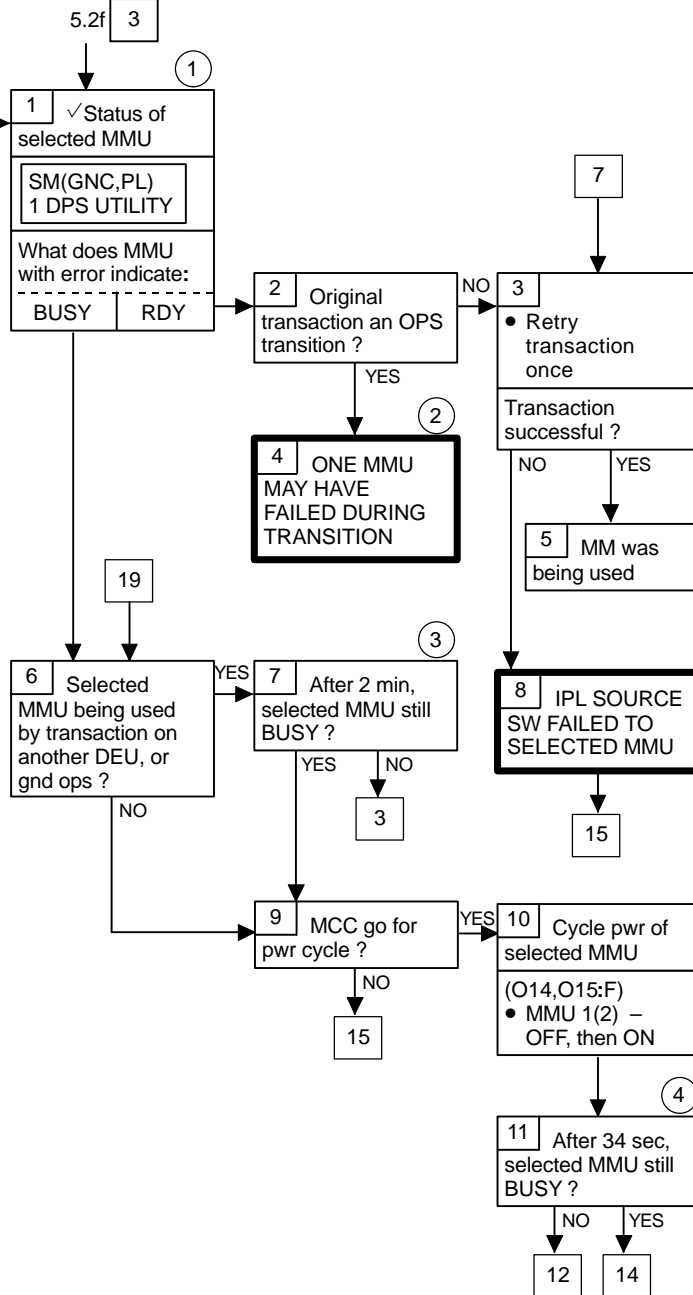 5.2f 3
1
1 √Status of
selected MMU
SM(GNC,PL)
1 DPS UTILITY
What does MMU
with error indicate:
BUSY RDY
2 Original
transaction an OPS
transition ?
NO
YES
7
3
• Retry
transaction
once
Transaction
successful ?
NO YES
2
4 ONE MMU
MAY HAVE
FAILED DURING
TRANSITION
5 MM was
being used
19
6 Selected
MMU being used
by transaction on
another DEU, or
gnd ops ?
YES
NO
3
7 After 2 min,
selected MMU still
BUSY ?
YES NO
3
8 IPL SOURCE
SW FAILED TO
SELECTED MMU
15
9 MCC go for
pwr cycle ?
YES
NO
15
10 Cycle pwr of
selected MMU
(O14,O15:F)
• MMU 1(2) –
OFF, then ON
4
11 After 34 sec,
selected MMU still
BUSY ?
NO YES
12 14